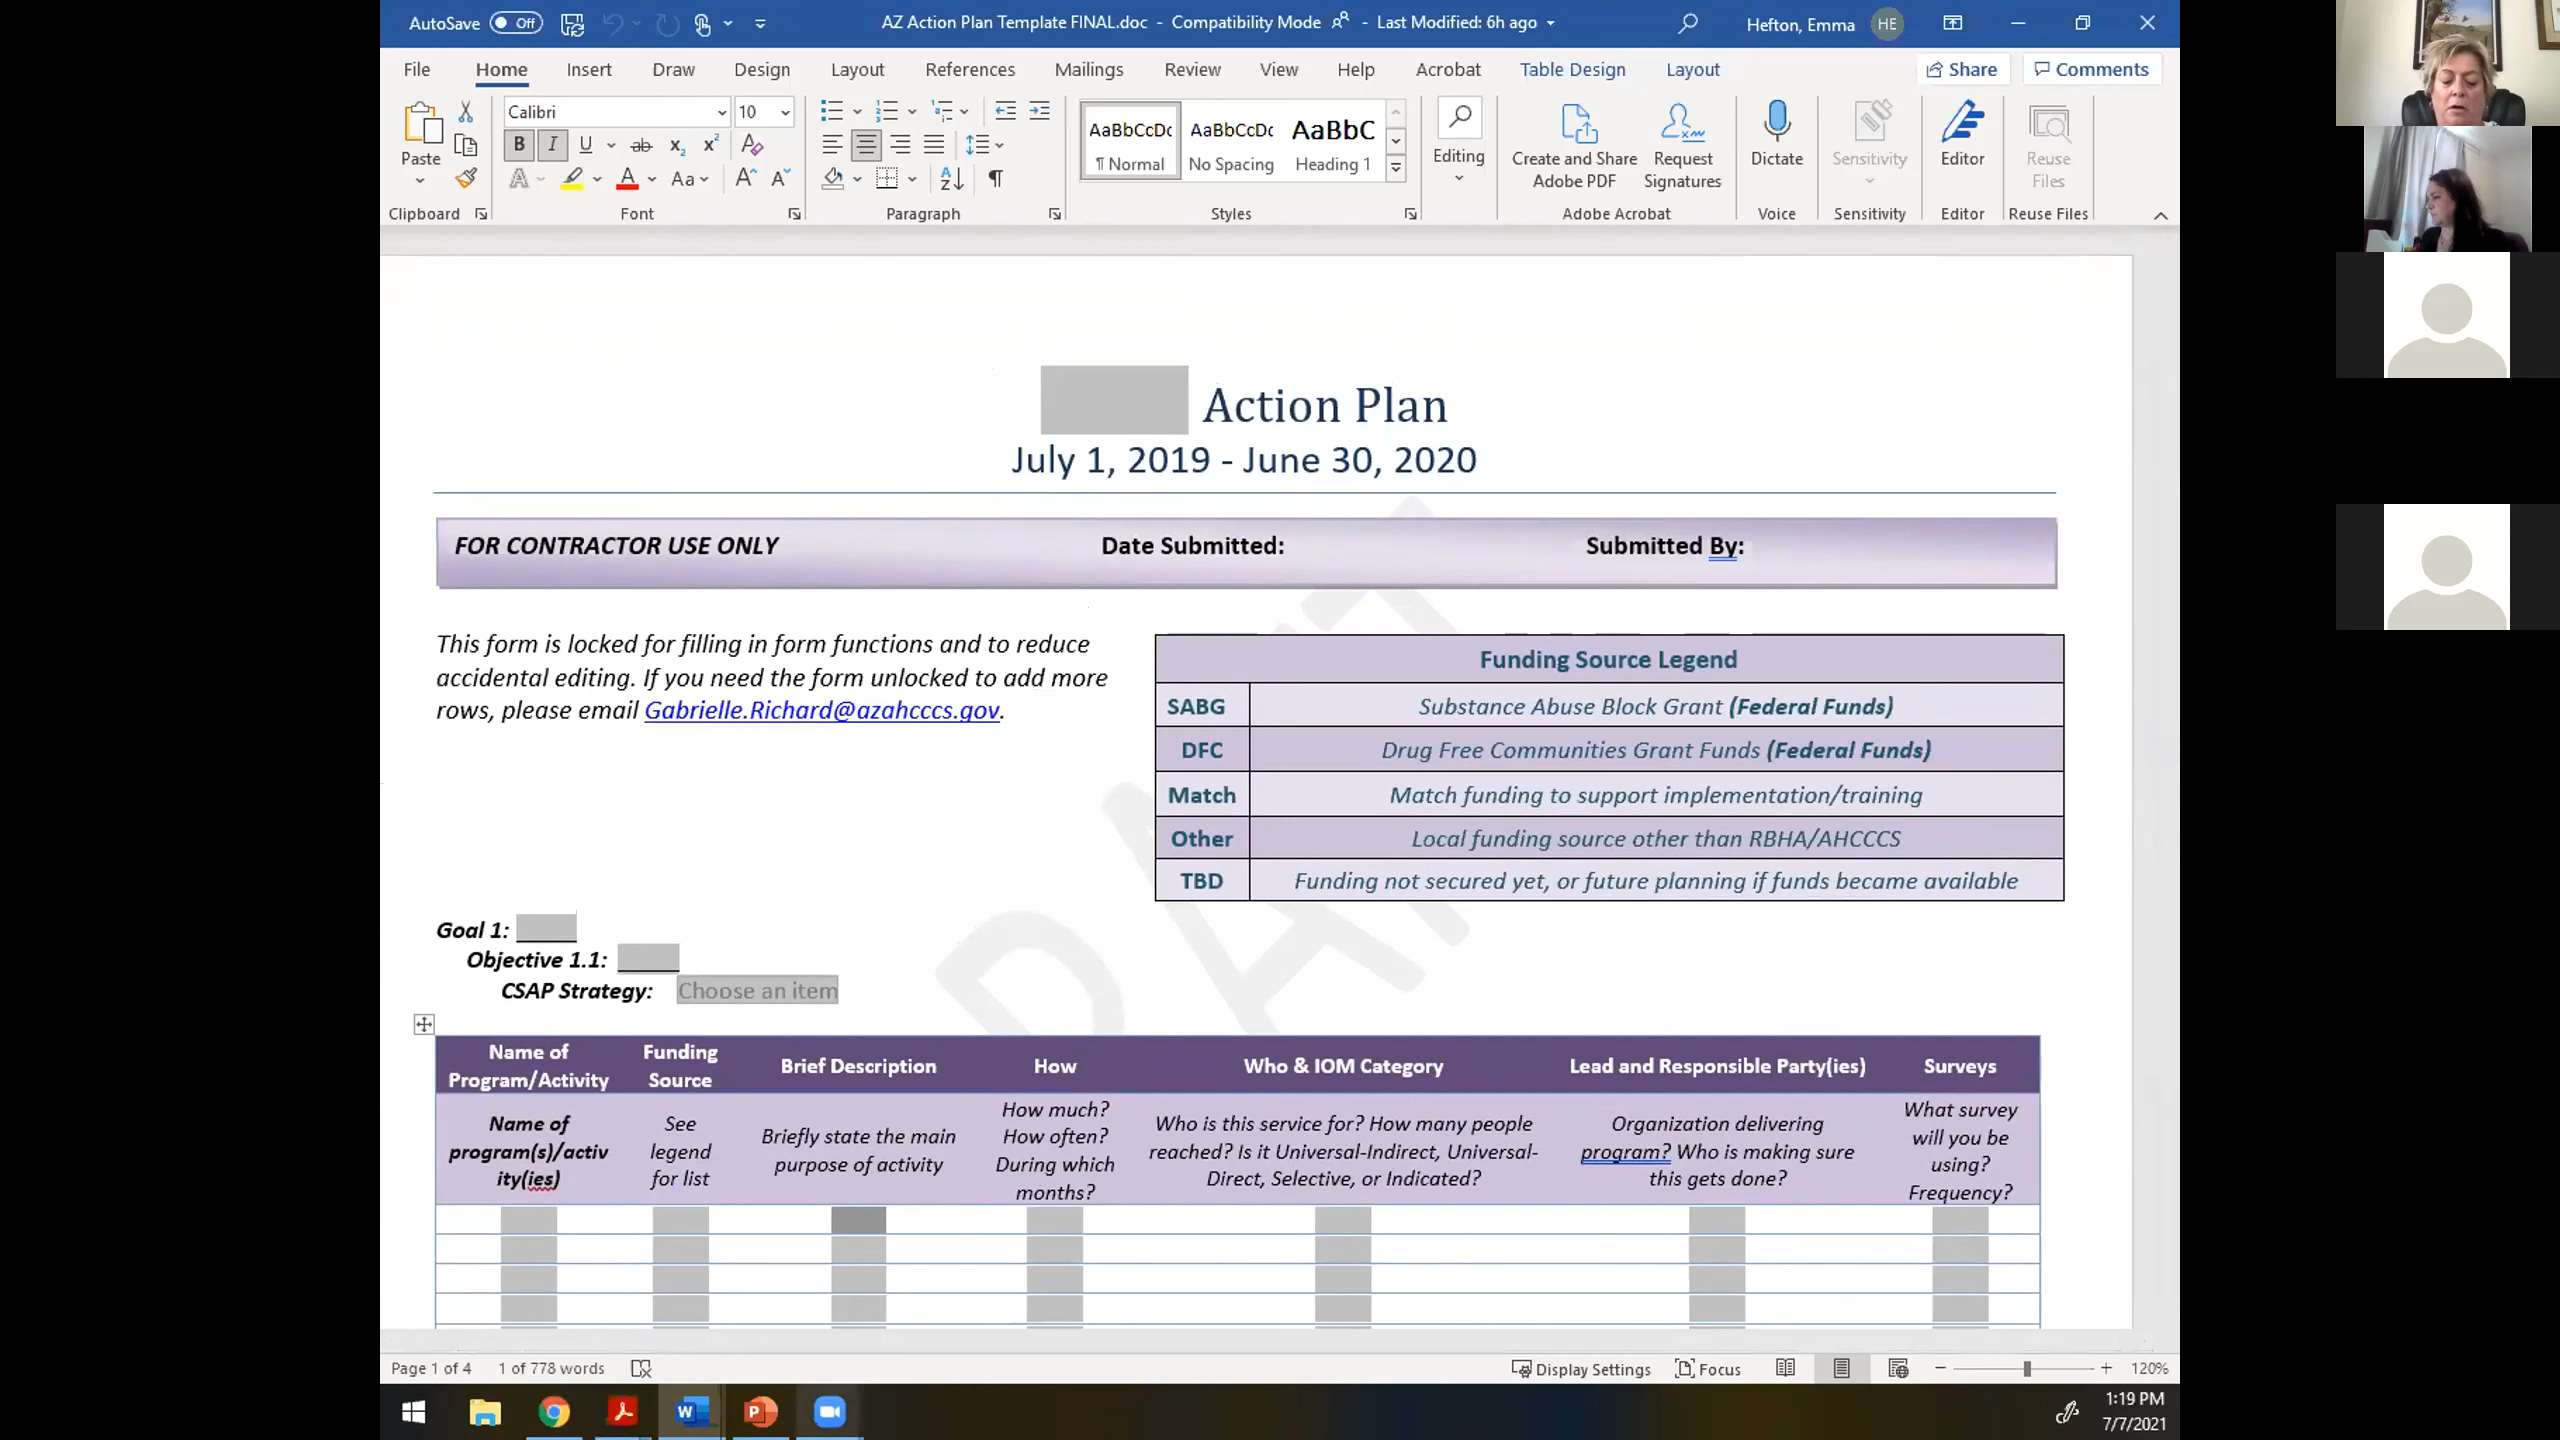 AutoSave Off AZ Action Plan Template FINAL.doc - Compatibility Mode - Last Modified: 6h ago Hefton, Emma HE
File Home Insert Draw Design Layout References Mailings Review View Help Acrobat Table Design Layout Share Comments
Calibri 10
AaBbCcDc AaBbCcDc AaBbC
¶ Normal No Spacing Heading 1
Paste
Editing
Create and Share
Adobe PDF
Request
Signatures
Dictate
Sensitivity
Editor
Reuse
Files
Clipboard Font Paragraph Styles Adobe Acrobat Voice Sensitivity Editor Reuse Files
Action Plan
July 1, 2019 - June 30, 2020
FOR CONTRACTOR USE ONLY Date Submitted: Submitted By:
This form is locked for filling in form functions and to reduce
accidental editing. If you need the form unlocked to add more
rows, please email Gabrielle.Richard@azahcccs.gov.
Funding Source Legend
SABG Substance Abuse Block Grant (Federal Funds)
DFC Drug Free Communities Grant Funds (Federal Funds)
Match Match funding to support implementation/training
Other Local funding source other than RBHA/AHCCCS
TBD Funding not secured yet, or future planning if funds became available
DRAFT
Goal 1:
Objective 1.1:
CSAP Strategy: Choose an item
Name of
Program/Activity
Funding
Source
Brief Description
How
Who & IOM Category
Lead and Responsible Party(ies)
Surveys
Name of
program(s)/activ
ity(ies)
See
legend
for list
Briefly state the main
purpose of activity
How much?
How often?
During which
months?
Who is this service for? How many people
reached? Is it Universal-Indirect, Universal-
Direct, Selective, or Indicated?
Organization delivering
program? Who is making sure
this gets done?
What survey
will you be
using?
Frequency?
Page 1 of 4 1 of 778 words Display Settings Focus 120%
1:19 PM
7/7/2021